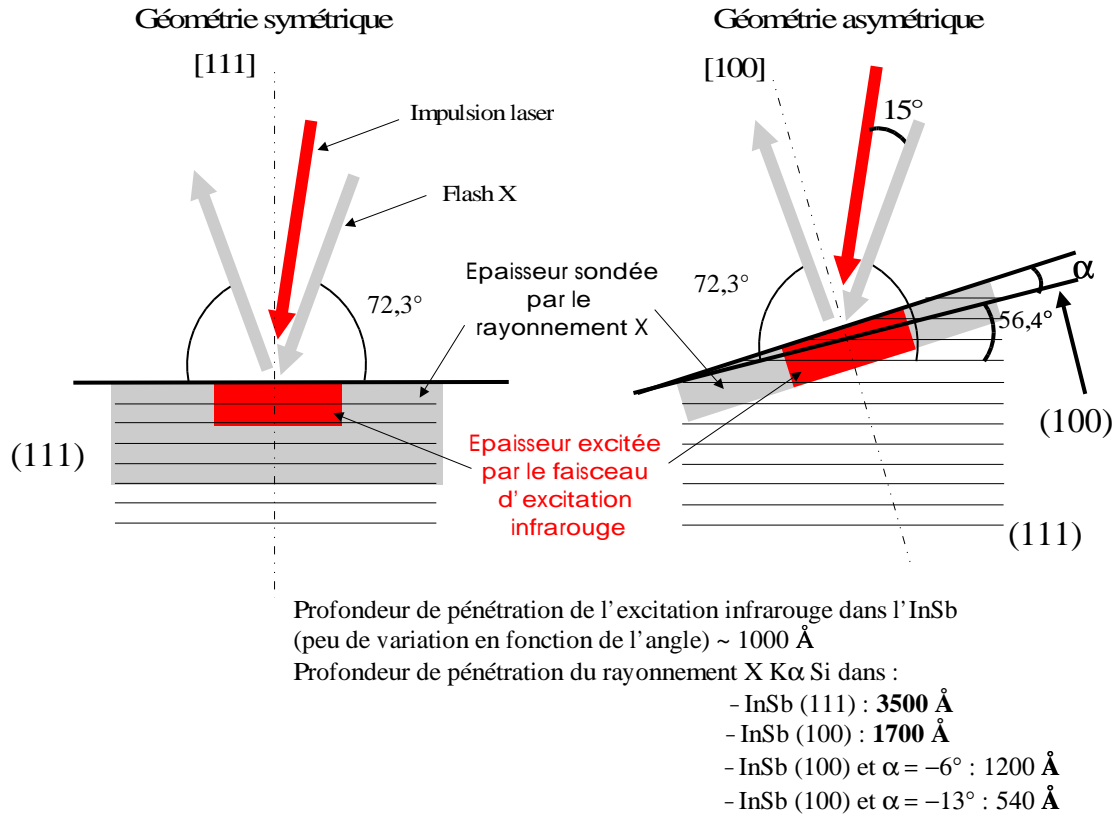 Géométrie symétrique
Géométrie asymétrique
[111]
[100]
Impulsion laser
15°
Flash X
Epaisseur sondée
par le
rayonnement X
72,3°
72,3°
α
56,4°
(100)
(111)
Epaisseur excitée
par le faisceau
d'excitation
infrarouge
(111)
Profondeur de pénétration de l'excitation infrarouge dans l'InSb
(peu de variation en fonction de l'angle) ~ 1000 Å
Profondeur de pénétration du rayonnement X Kα Si dans :
- InSb (111) : 3500 Å
- InSb (100) : 1700 Å
- InSb (100) et α = −6° : 1200 Å
- InSb (100) et α = −13° : 540 Å